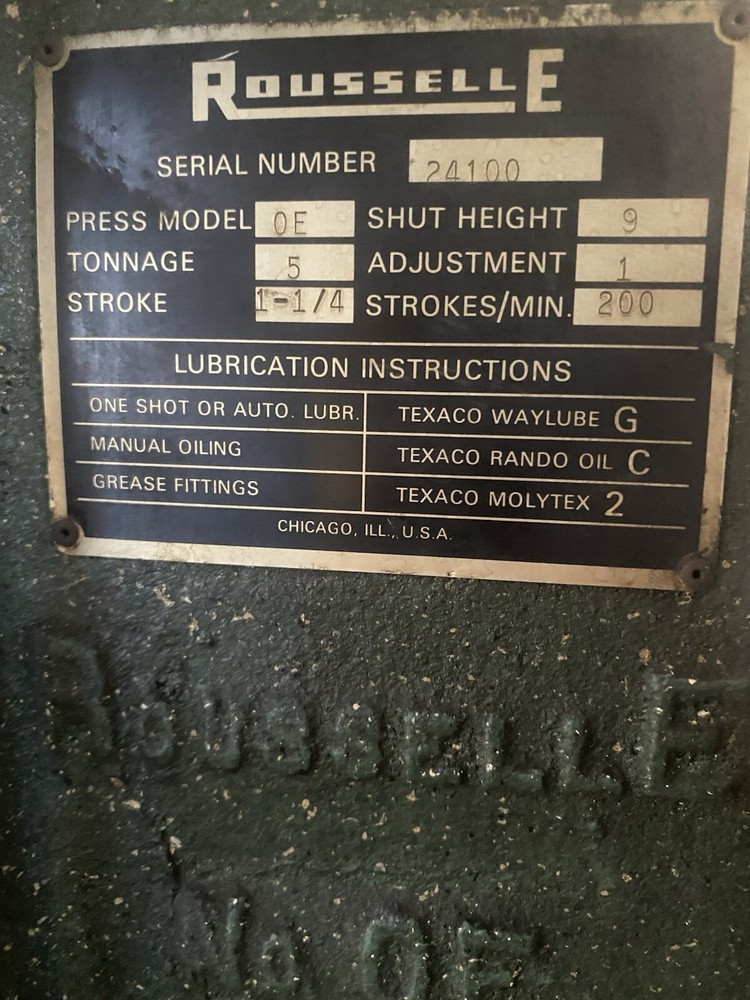 ROUSSELLE
SERIAL NUMBER 24100
PRESS MODEL OE SHUT HEIGHT 9
TONNAGE 5 ADJUSTMENT 1
STROKE 1-1/4 STROKES/MIN. 200
LUBRICATION INSTRUCTIONS
ONE SHOT OR AUTO. LUBR. TEXACO WAYLUBE G
MANUAL OILING TEXACO RANDO OIL C
GREASE FITTINGS TEXACO MOLYTEX 2
CHICAGO, ILL., U.S.A.
ROUSSELLE
No OE